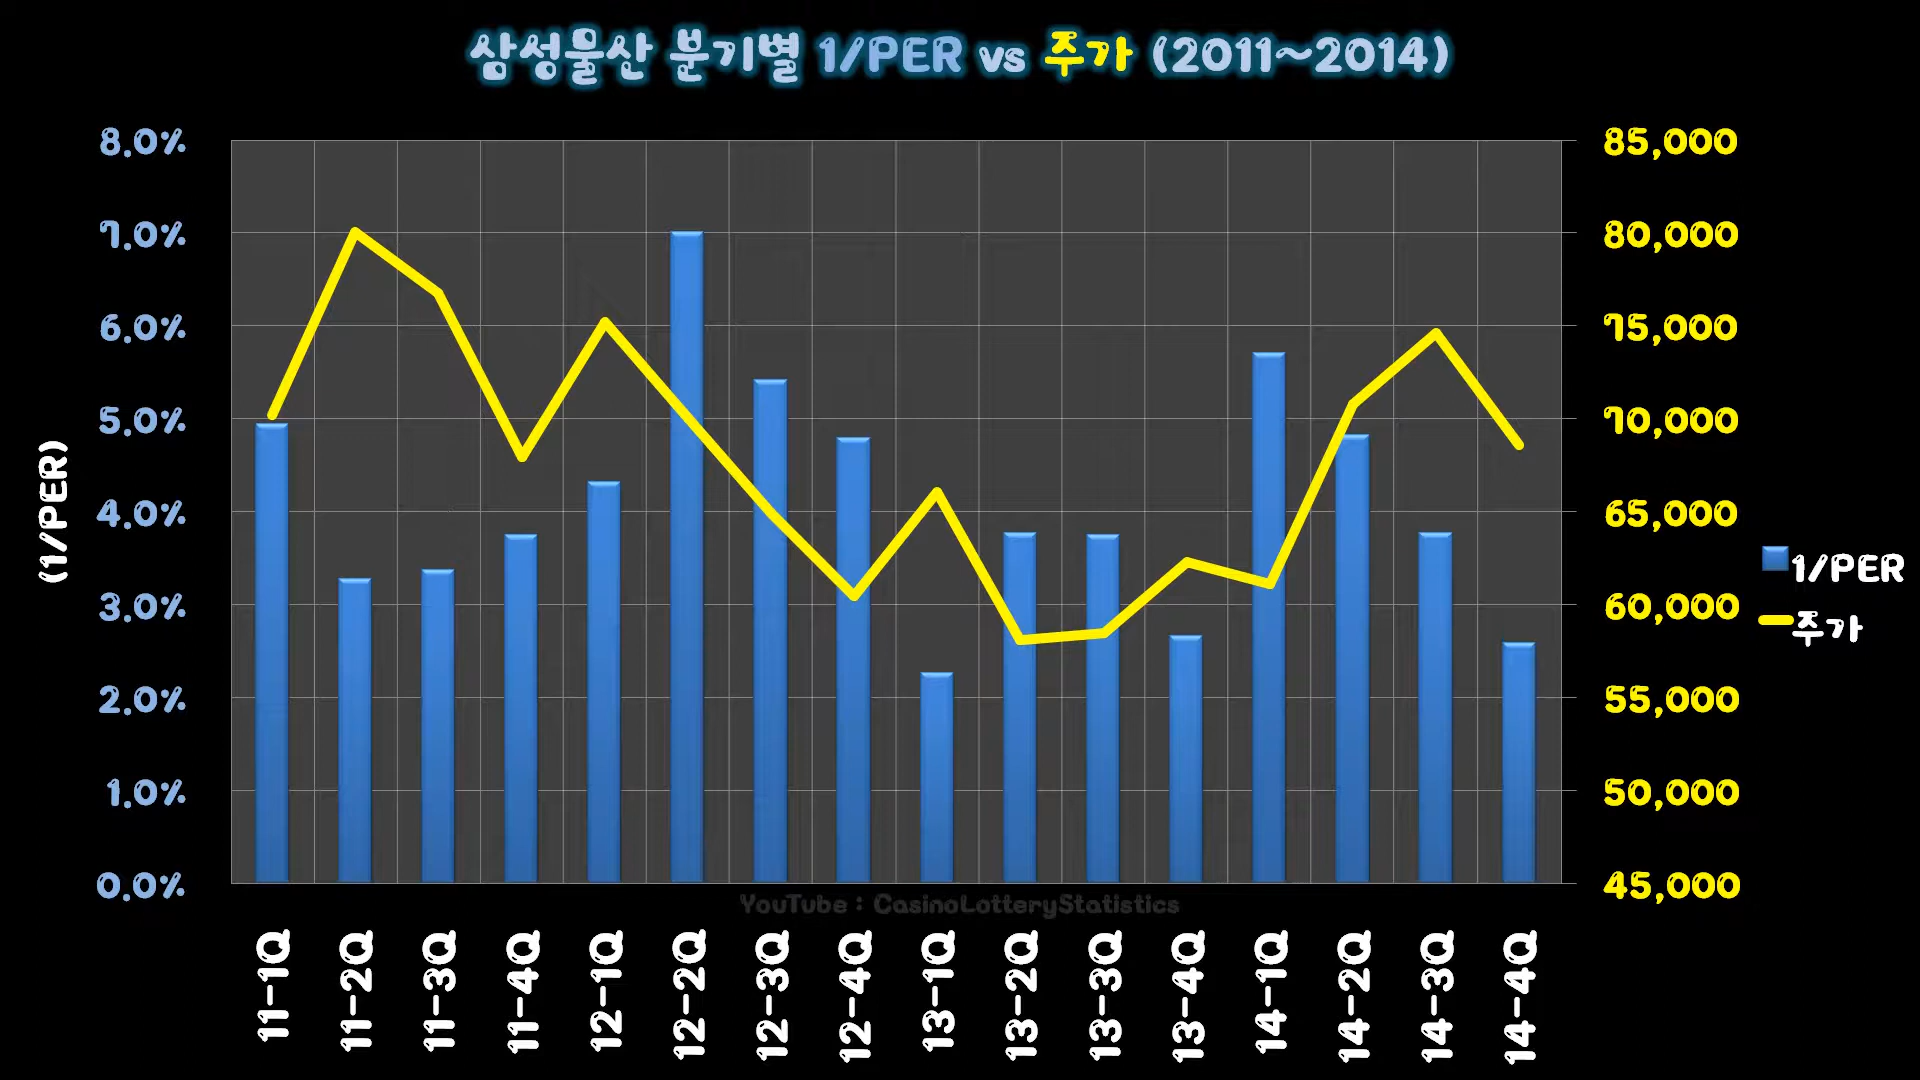 삼성물산 분기별 1/PER vs 주가 (2011~2014)
8.0%
7.0%
6.0%
5.0%
4.0%
3.0%
2.0%
1.0%
0.0%
(1/PER)
85,000
80,000
75,000
70,000
65,000
60,000
55,000
50,000
45,000
1/PER
주가
YouTube : CasinoLotteryStatistics
11-1Q
11-2Q
11-3Q
11-4Q
12-1Q
12-2Q
12-3Q
12-4Q
13-1Q
13-2Q
13-3Q
13-4Q
14-1Q
14-2Q
14-3Q
14-4Q